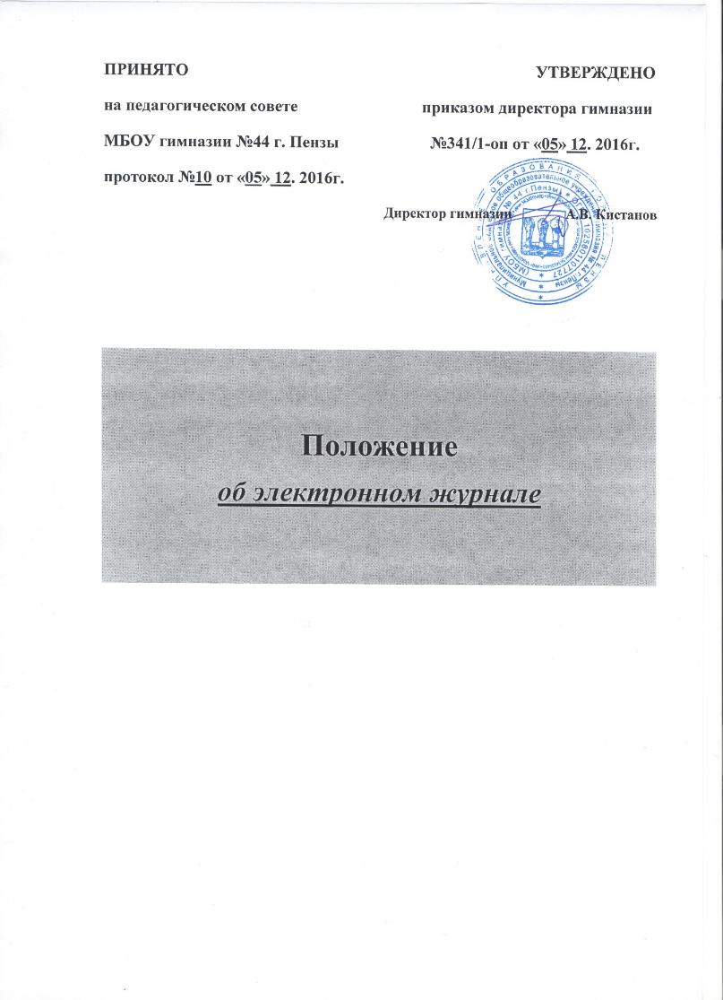 ПРИНЯТО
на педагогическом совете
МБОУ гимназии №44 г. Пензы
протокол №10 от «05» 12. 2016г.
УТВЕРЖДЕНО
приказом директора гимназии
№341/1-оп от «05» 12. 2016г.
Директор гимназии А.В. Кистанов
Положение
об электронном журнале